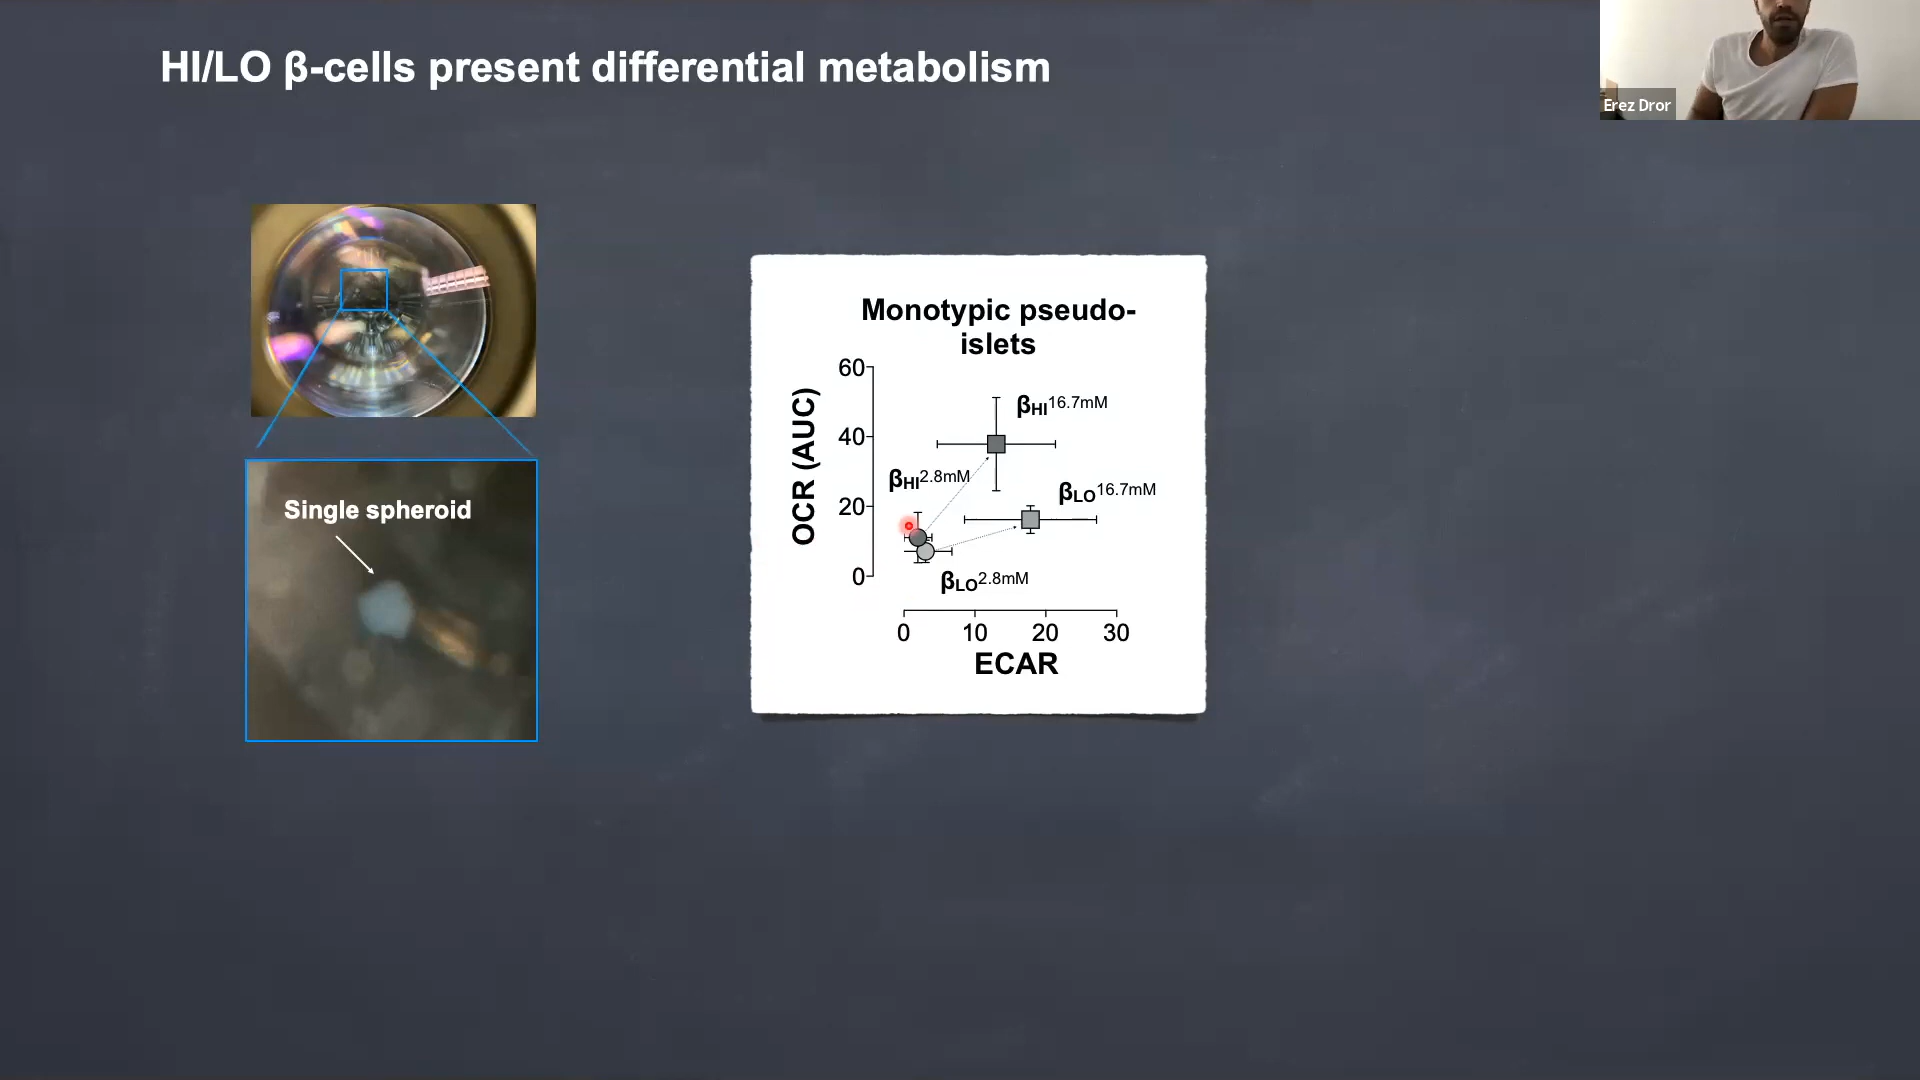 HI/LO β-cells present differential metabolism
Erez Dror
Single spheroid
Monotypic pseudo-
islets
OCR (AUC)
60
40
20
0
βHI16.7mM
βHI2.8mM
βLO16.7mM
βLO2.8mM
0 10 20 30
ECAR